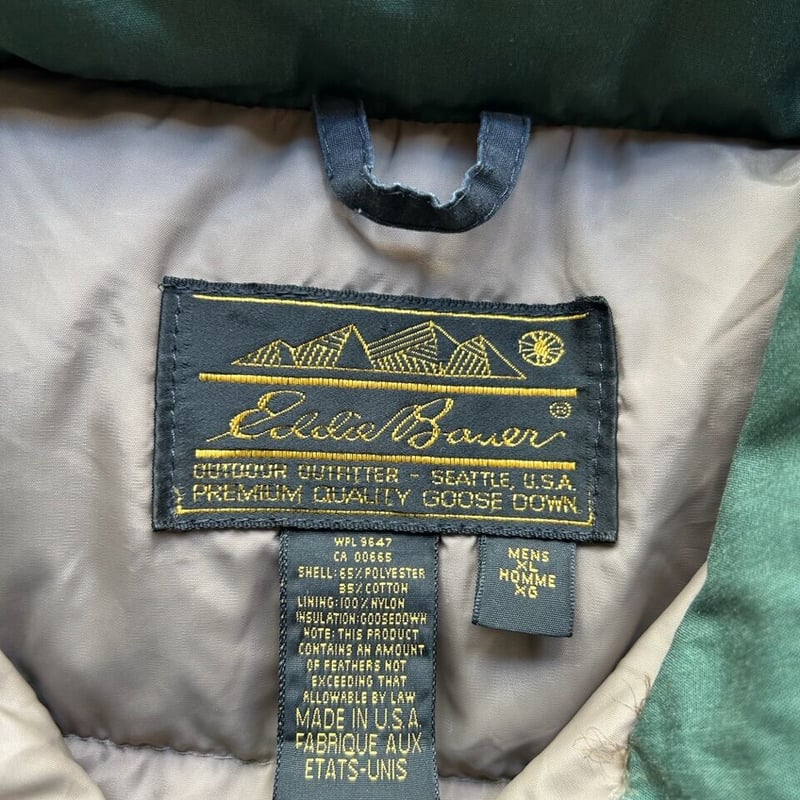 Eddie Bauer ®
OUTDOOR OUTFITTER - SEATTLE, U.S.A.
PREMIUM QUALITY GOOSE DOWN
WPL 9647
CA 00665
SHELL: 65% POLYESTER
35% COTTON
LINING: 100% NYLON
INSULATION: GOOSEDOWN
NOTE: THIS PRODUCT
CONTAINS AN AMOUNT
OF FEATHERS NOT
EXCEEDING THAT
ALLOWABLE BY LAW
MADE IN U.S.A.
FABRIQUE AUX
ETATS-UNIS
MENS
XL
HOMME
XG